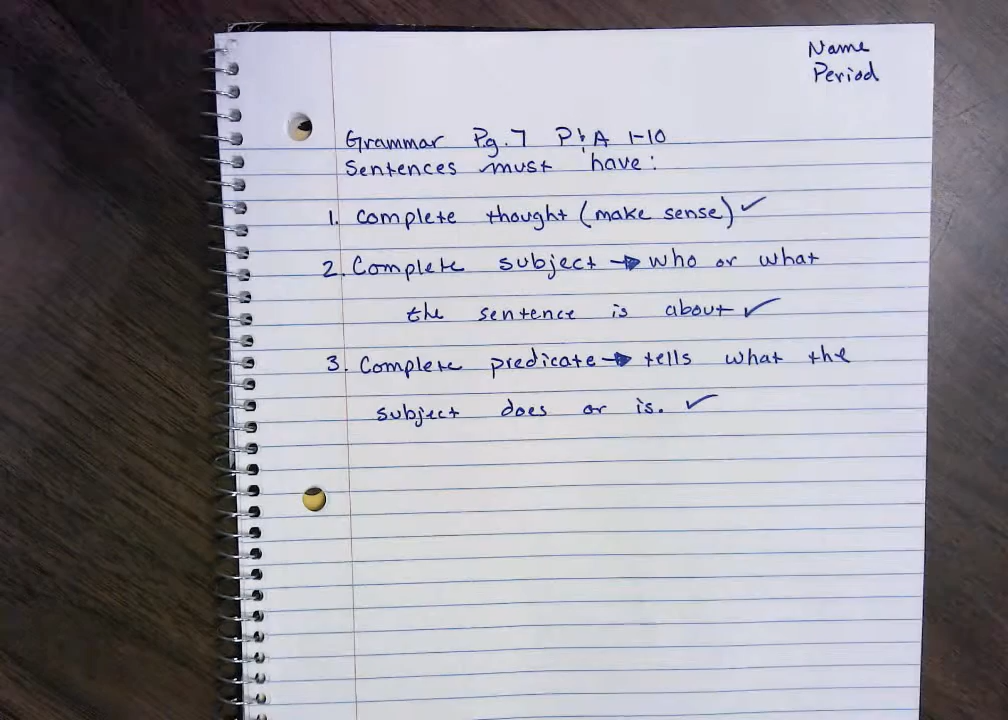 Name
Period
Grammar Pg. 7 P & A 1-10
Sentences must have:
1. Complete thought (make sense) ✓
2. Complete subject → who or what
the sentence is about ✓
3. Complete predicate → tells what the
subject does or is. ✓